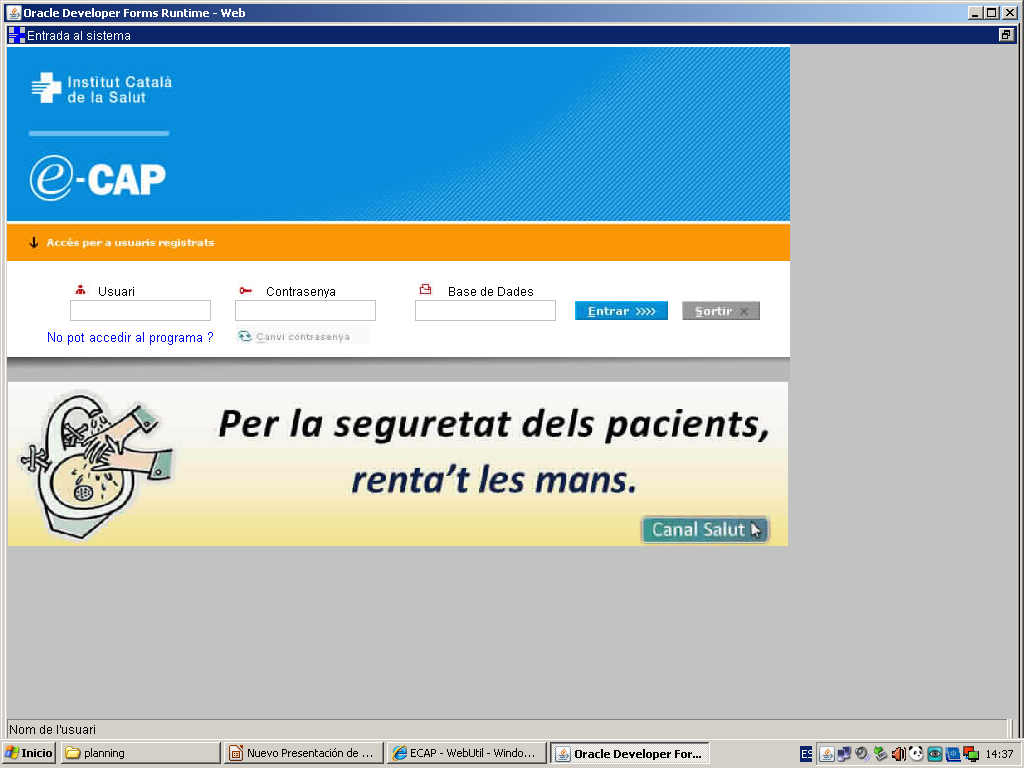 Oracle Developer Forms Runtime - Web
Entrada al sistema
Institut Català
de la Salut
e-CAP
Accés per a usuaris registrats
Usuari
Contrasenya
Base de Dades
Entrar >>>>
Sortir ×
No pot accedir al programa ?
Canvi contrasenya
Per la seguretat dels pacients,
renta't les mans.
Canal Salut
Nom de l'usuari
Inicio
planning
Nuevo Presentación de ...
ECAP - WebUtil - Windo...
Oracle Developer For...
ES
14:37